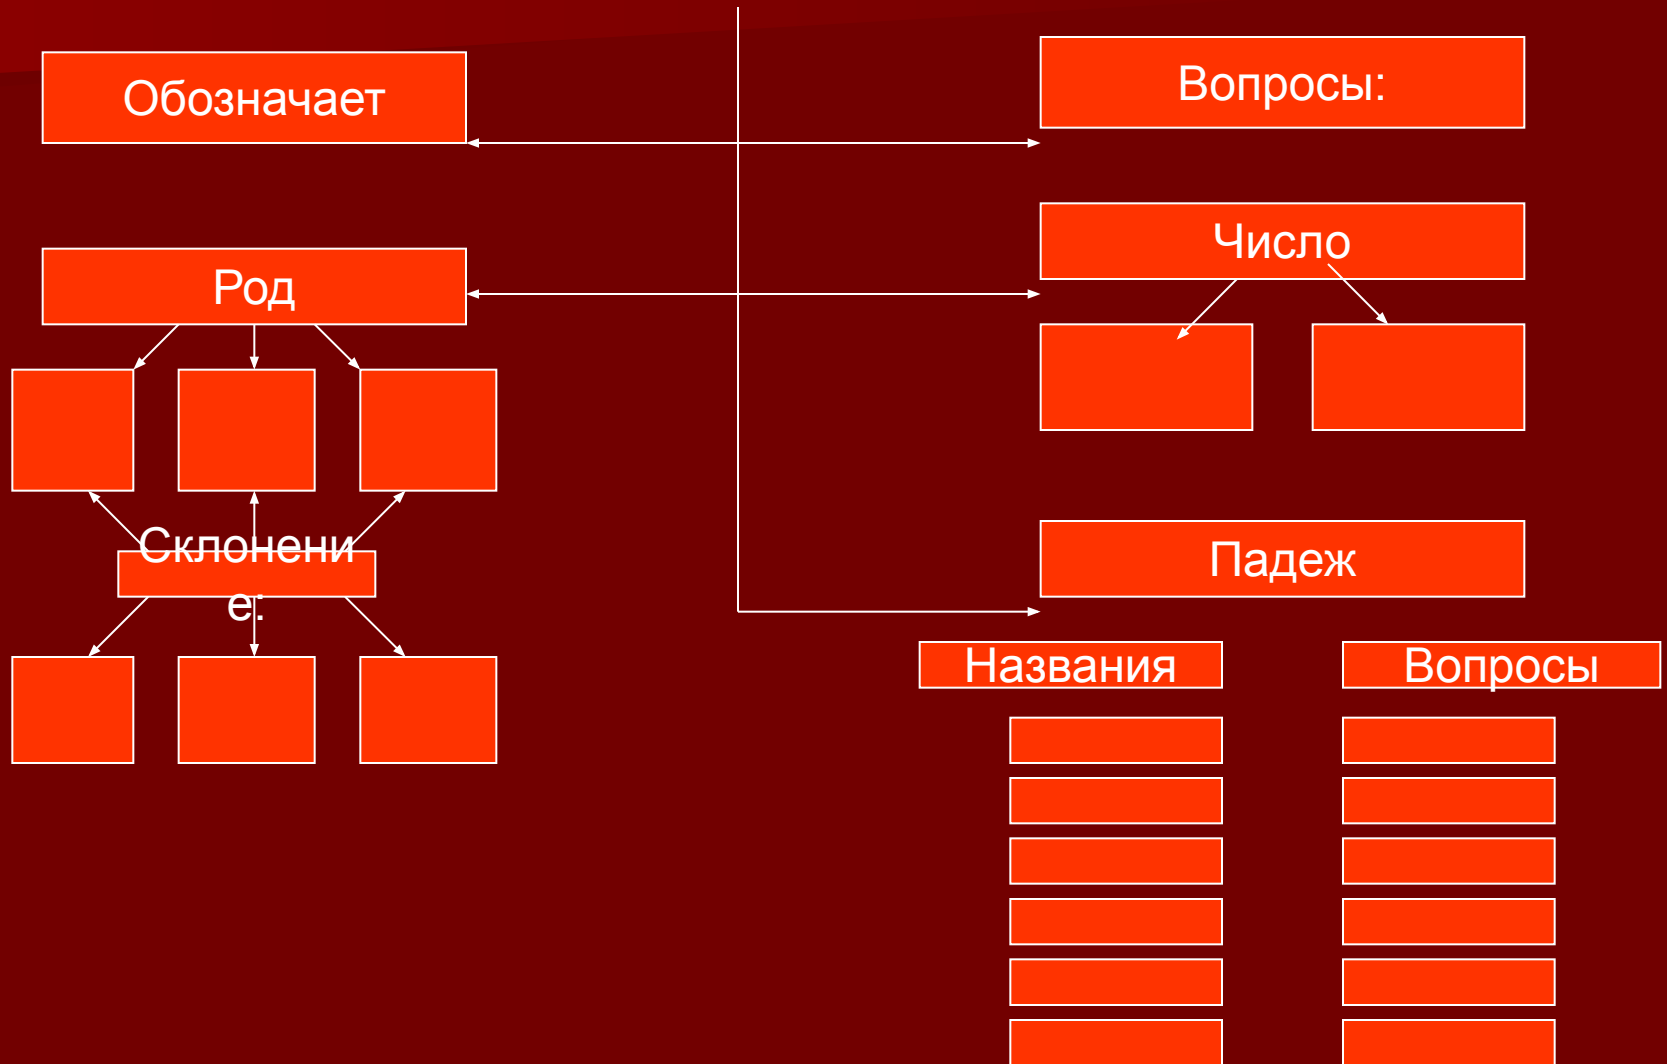 Обозначает
Вопросы:
Род
Число
Склонени
е:
Падеж
Названия
Вопросы